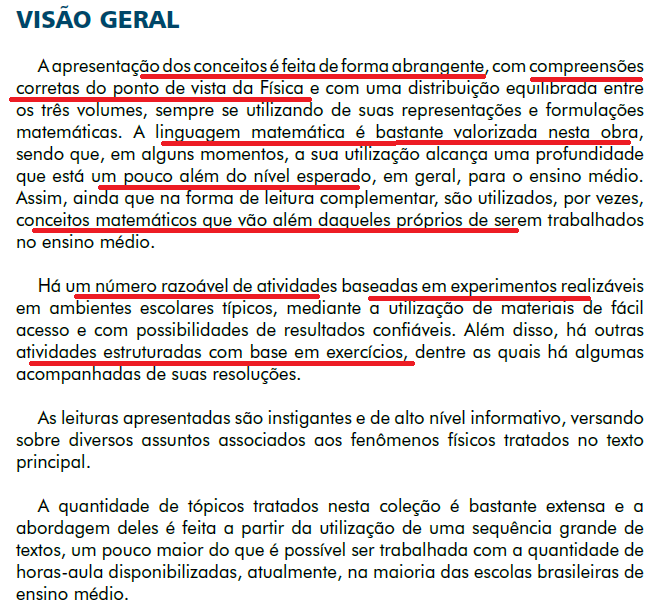 VISÃO GERAL
A apresentação dos conceitos é feita de forma abrangente, com compreensões
corretas do ponto de vista da Física e com uma distribuição equilibrada entre
os três volumes, sempre se utilizando de suas representações e formulações
matemáticas. A linguagem matemática é bastante valorizada nesta obra,
sendo que, em alguns momentos, a sua utilização alcança uma profundidade
que está um pouco além do nível esperado, em geral, para o ensino médio.
Assim, ainda que na forma de leitura complementar, são utilizados, por vezes,
conceitos matemáticos que vão além daqueles próprios de serem trabalhados
no ensino médio.
Há um número razoável de atividades baseadas em experimentos realizáveis
em ambientes escolares típicos, mediante a utilização de materiais de fácil
acesso e com possibilidades de resultados confiáveis. Além disso, há outras
atividades estruturadas com base em exercícios, dentre as quais há algumas
acompanhadas de suas resoluções.
As leituras apresentadas são instigantes e de alto nível informativo, versando
sobre diversos assuntos associados aos fenômenos físicos tratados no texto
principal.
A quantidade de tópicos tratados nesta coleção é bastante extensa e a
abordagem deles é feita a partir da utilização de uma sequência grande de
textos, um pouco maior do que é possível ser trabalhada com a quantidade de
horas-aula disponibilizadas, atualmente, na maioria das escolas brasileiras de
ensino médio.